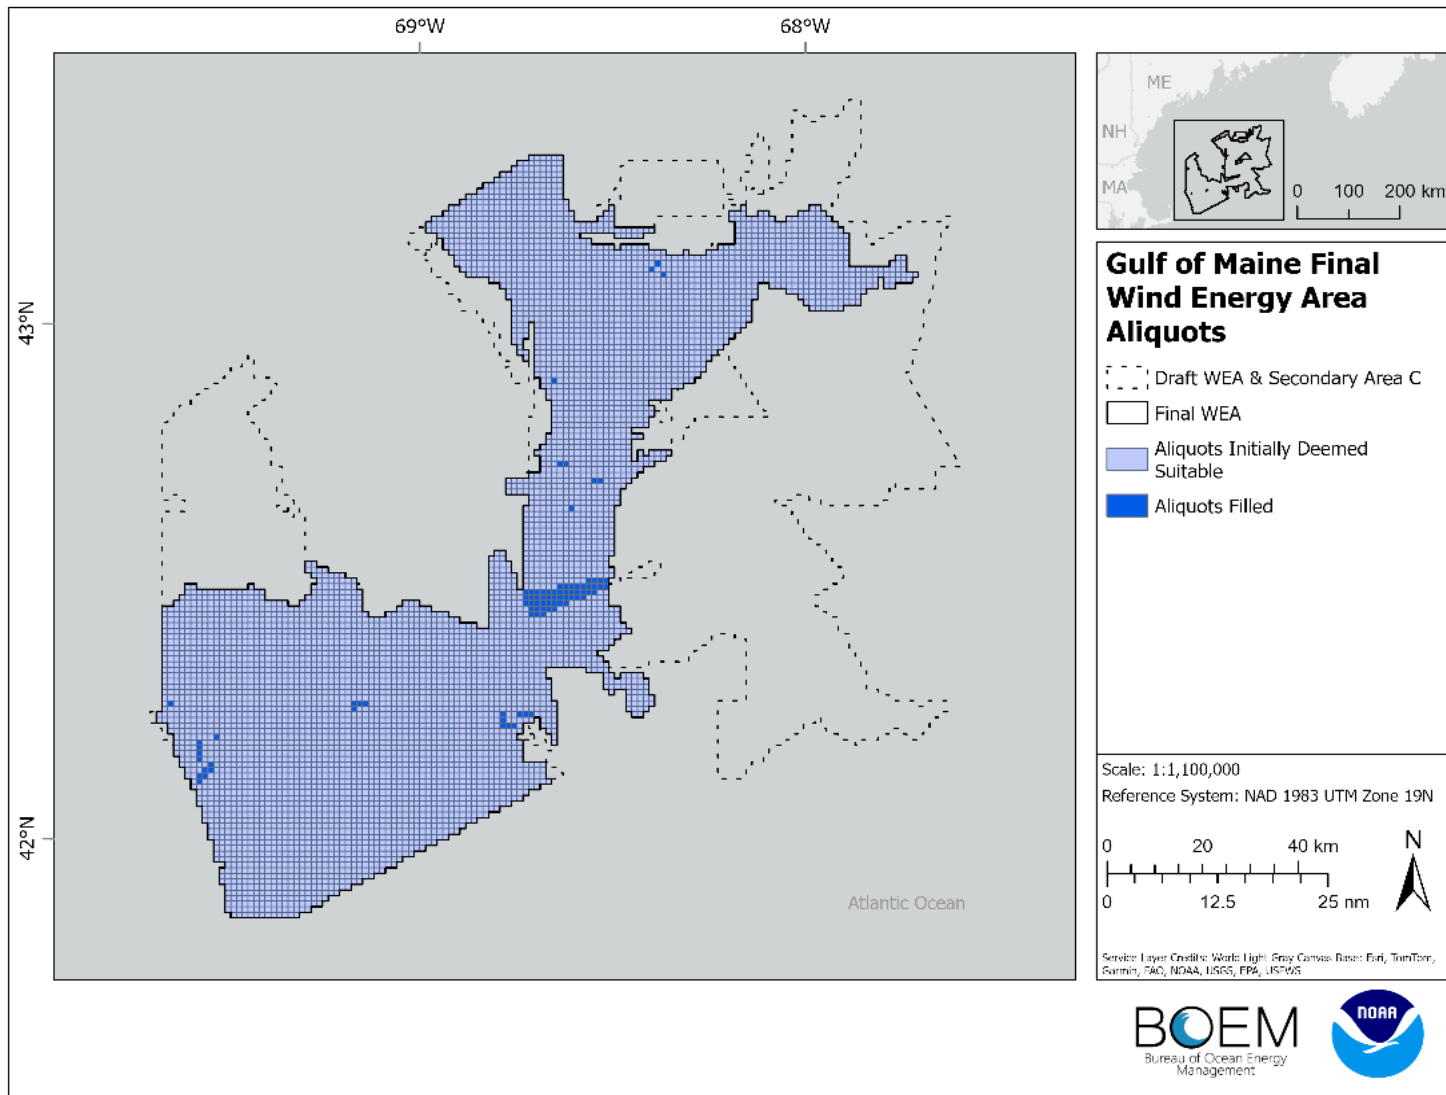 69°W
68°W
43°N
42°N
Atlantic Ocean
ME
NH
MA
0 100 200 km
Gulf of Maine Final
Wind Energy Area
Aliquots
Draft WEA & Secondary Area C
Final WEA
Aliquots Initially Deemed
Suitable
Aliquots Filled
Scale: 1:1,100,000
Reference System: NAD 1983 UTM Zone 19N
0 20 40 km
0 12.5 25 nm
N
Service Layer Credits: World Light Gray Canvas Base: Esri, TomTom,
Garmin, FAO, NOAA, USGS, EPA, USFWS
BOEM
Bureau of Ocean Energy
Management
NOAA